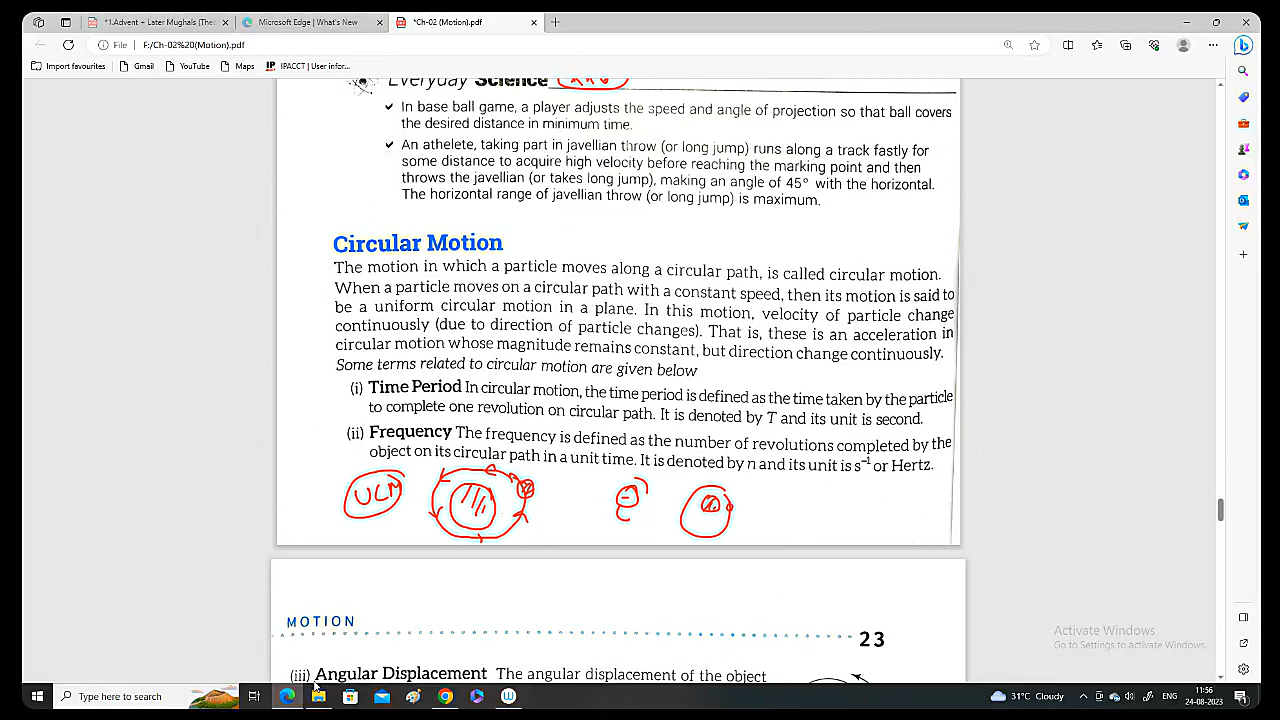 *1.Advent + Later Mughals (The
Microsoft Edge | What's New
*Ch-02 (Motion).pdf
File
F:/Ch-02%20(Motion).pdf
Import favourites
Gmail
YouTube
Maps
IPACCT | User infor...
Everyday Science
In base ball game, a player adjusts the speed and angle of projection so that ball covers
the desired distance in minimum time.
An athelete, taking part in javellian throw (or long jump) runs along a track fastly for
some distance to acquire high velocity before reaching the marking point and then
throws the javellian (or takes long jump), making an angle of 45° with the horizontal.
The horizontal range of javellian throw (or long jump) is maximum.
Circular Motion
The motion in which a particle moves along a circular path, is called circular motion.
When a particle moves on a circular path with a constant speed, then its motion is said to
be a uniform circular motion in a plane. In this motion, velocity of particle change
continuously (due to direction of particle changes). That is, these is an acceleration in
circular motion whose magnitude remains constant, but direction change continuously.
Some terms related to circular motion are given below
(i) Time Period In circular motion, the time period is defined as the time taken by the particle
to complete one revolution on circular path. It is denoted by T and its unit is second.
(ii) Frequency The frequency is defined as the number of revolutions completed by the
object on its circular path in a unit time. It is denoted by n and its unit is s⁻¹ or Hertz.
UCM
MOTION
23
(iii) Angular Displacement The angular displacement of the object
Activate Windows
Go to Settings to activate Windows.
Type here to search
31°C Cloudy
ENG
11:56
24-08-2023